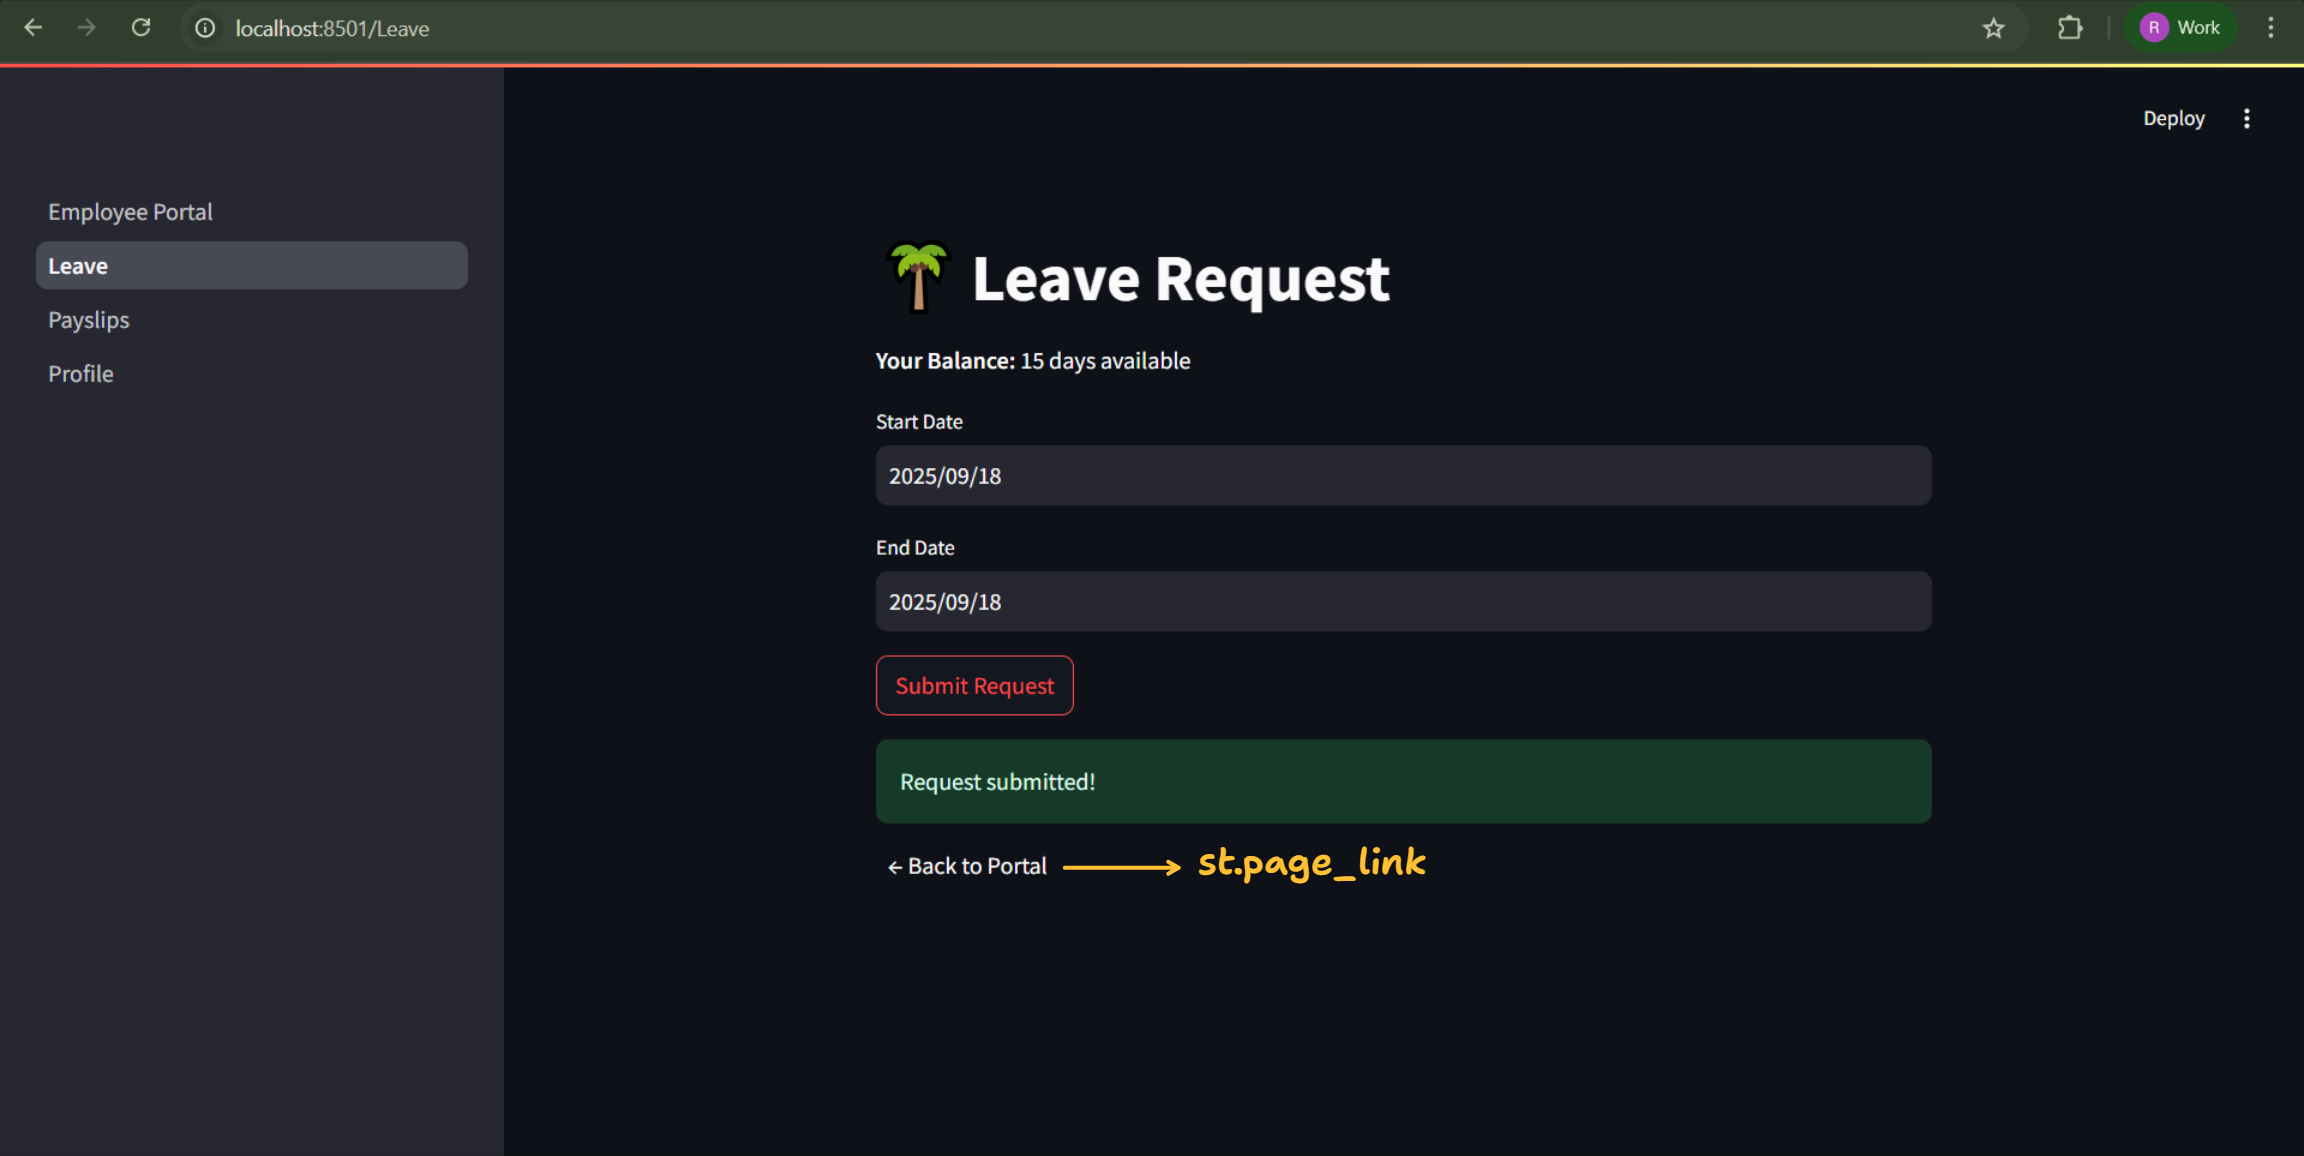 localhost:8501/Leave
R Work
Deploy
Employee Portal
Leave
Payslips
Profile
Leave Request
Your Balance: 15 days available
Start Date
2025/09/18
End Date
2025/09/18
Submit Request
Request submitted!
← Back to Portal
st.page_link